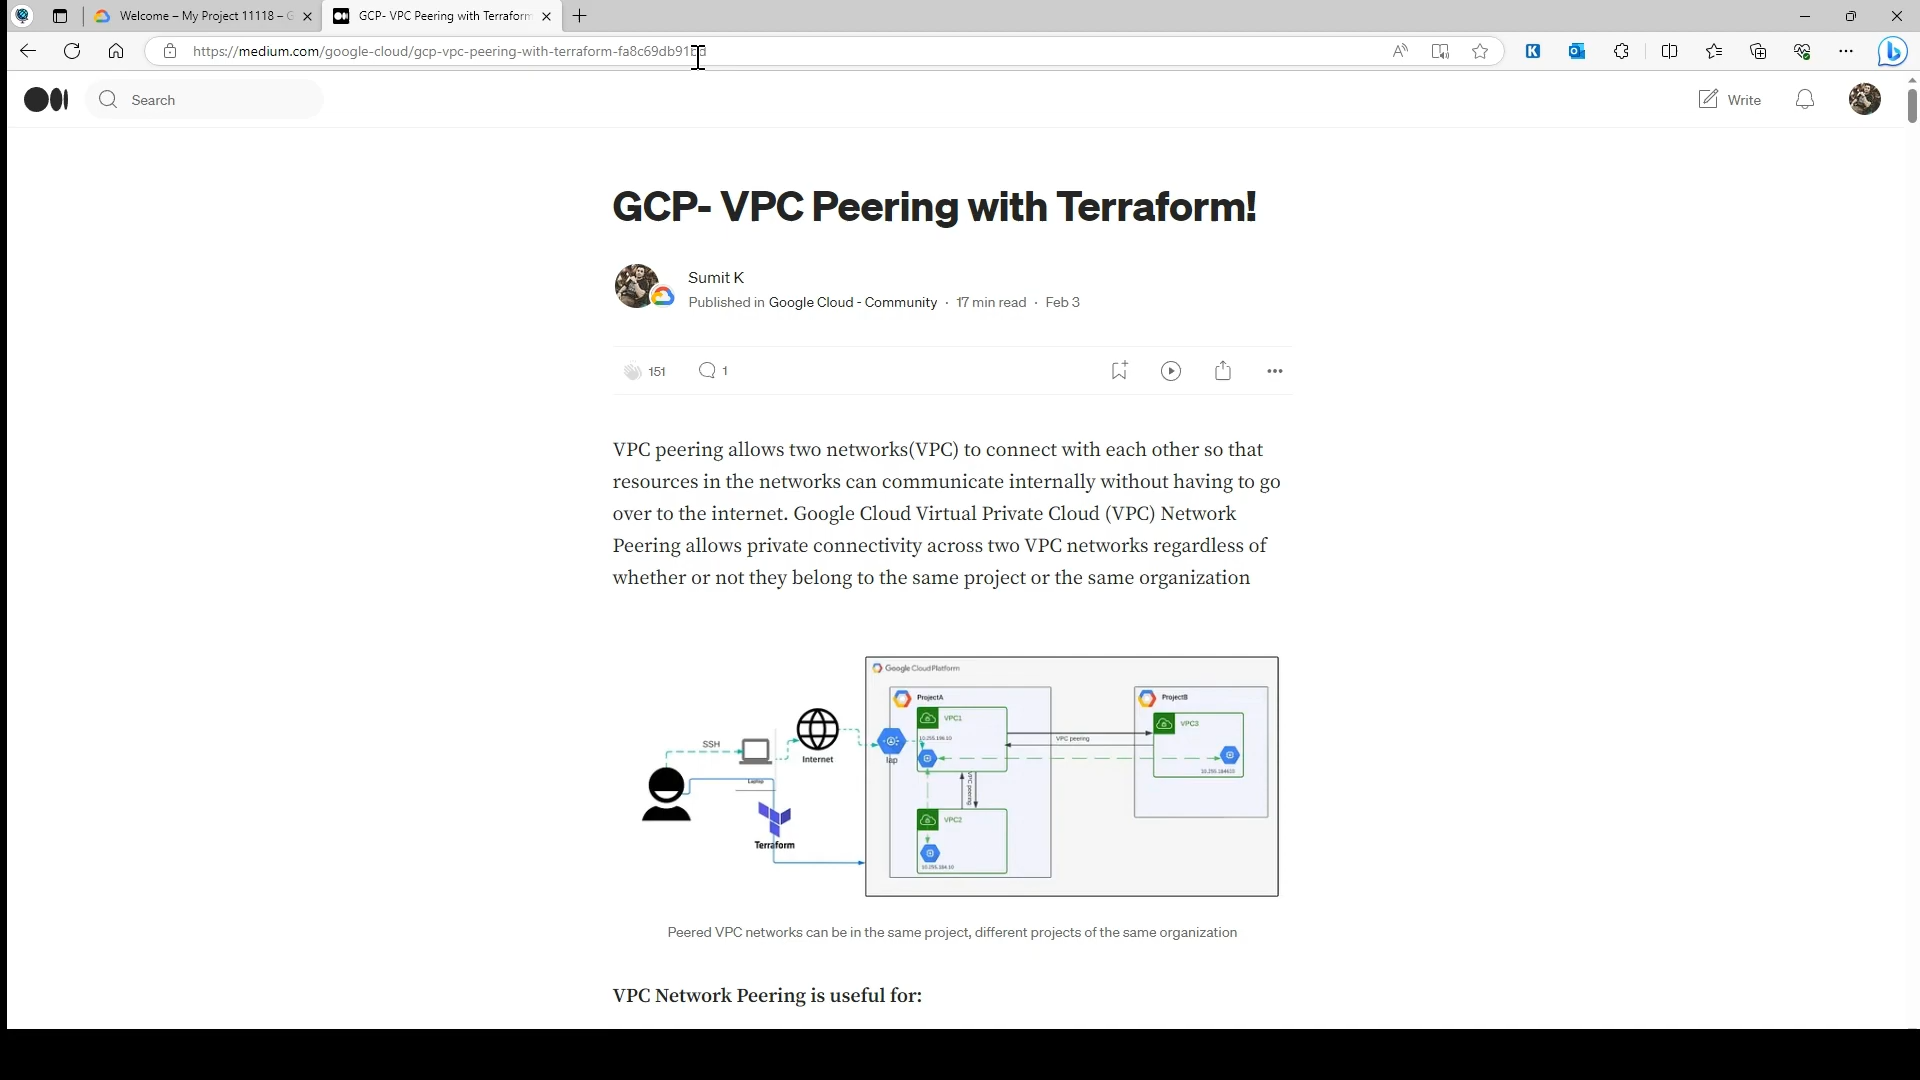 Welcome – My Project 11118 – G
GCP- VPC Peering with Terraform
https://medium.com/google-cloud/gcp-vpc-peering-with-terraform-fa8c69db91
Search
Write
GCP- VPC Peering with Terraform!
Sumit K
Published in Google Cloud - Community · 17 min read · Feb 3
151
1
VPC peering allows two networks(VPC) to connect with each other so that
resources in the networks can communicate internally without having to go
over to the internet. Google Cloud Virtual Private Cloud (VPC) Network
Peering allows private connectivity across two VPC networks regardless of
whether or not they belong to the same project or the same organization
Google Cloud Platform
ProjectA
ProjectB
VPC1
VPC3
SSH
Internet
VPC peering
Iap
Laptop
VPC peering
VPC2
Terraform
Peered VPC networks can be in the same project, different projects of the same organization
VPC Network Peering is useful for: